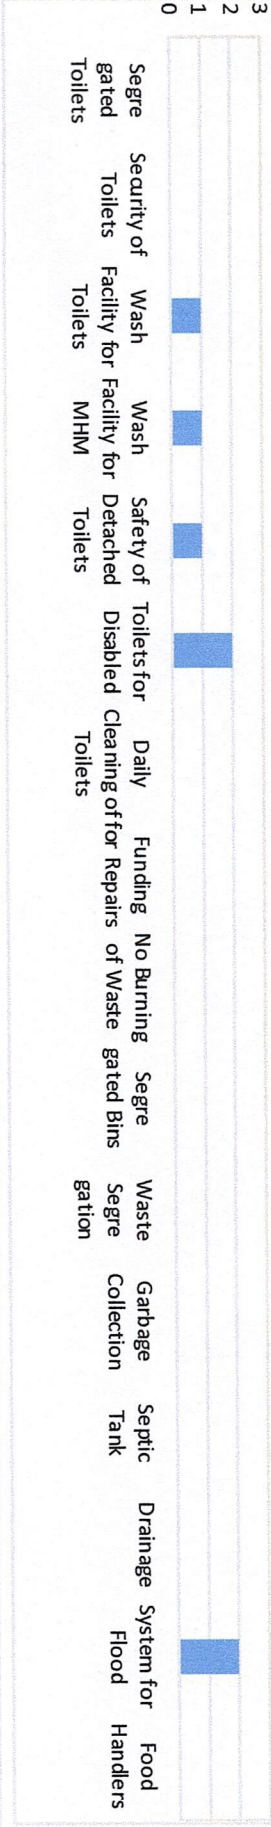 3
2
1
0
Segre
gated
Toilets
Security of
Toilets
Wash
Facility for
Toilets
Wash
Facility for
MHM
Safety of
Detached
Toilets
Toilets for
Disabled
Daily
Cleaning of
Toilets
Funding
for Repairs
No Burning
of Waste
Segre
gated Bins
Waste
Segre
gation
Garbage
Collection
Septic
Tank
Drainage
System for
Flood
Food
Handlers